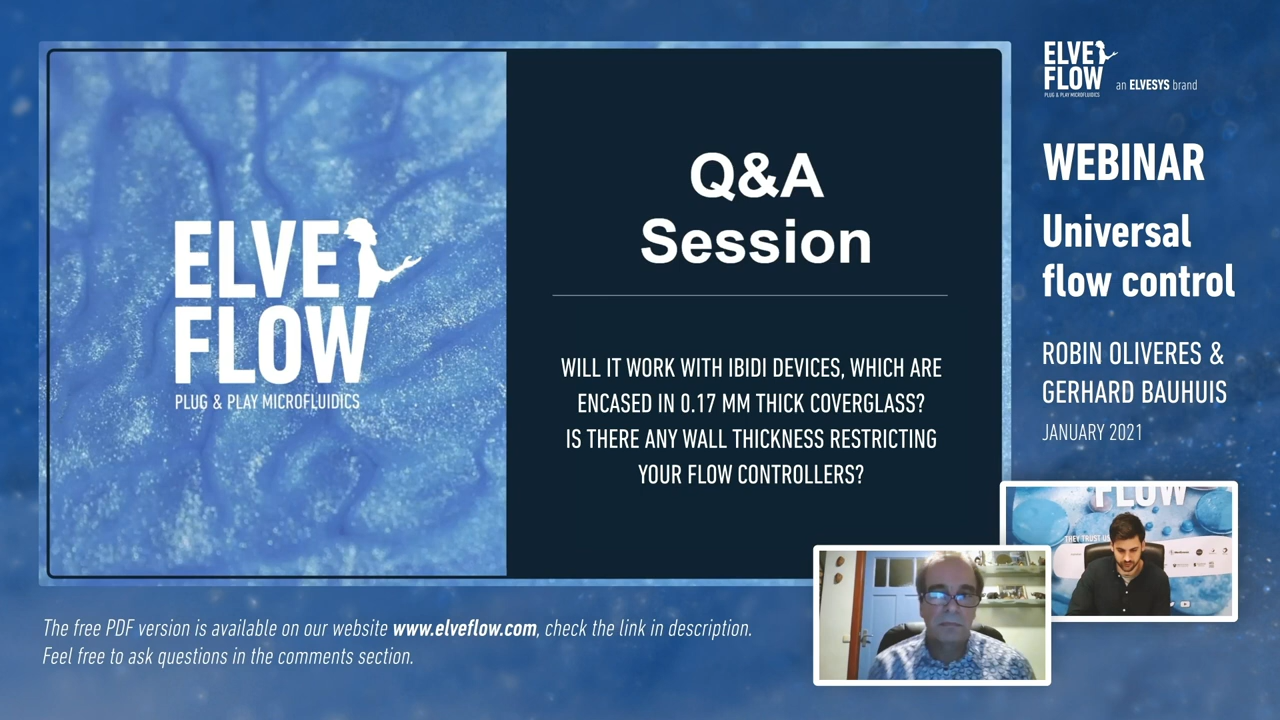 ELVE
FLOW
PLUG & PLAY MICROFLUIDICS
Q&A
Session
WILL IT WORK WITH IBIDI DEVICES, WHICH ARE
ENCASED IN 0.17 MM THICK COVERGLASS?
IS THERE ANY WALL THICKNESS RESTRICTING
YOUR FLOW CONTROLLERS?
ELVE
FLOW
PLUG & PLAY MICROFLUIDICS
an ELVESYS brand
WEBINAR
Universal
flow control
ROBIN OLIVERES &
GERHARD BAUHUIS
JANUARY 2021
FLOW
THEY TRUST US
The free PDF version is available on our website www.elveflow.com, check the link in description.
Feel free to ask questions in the comments section.